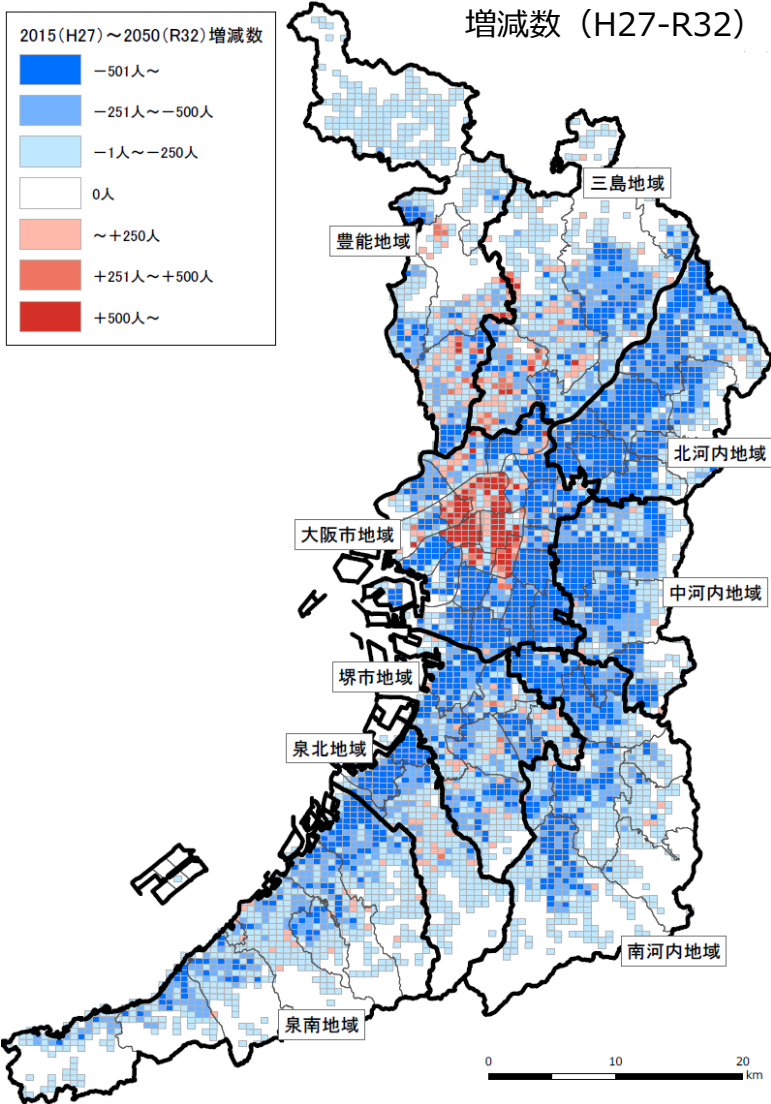 増減数（H27-R32）
2015(H27)～2050(R32)増減数
－501人～
－251人～－500人
－1人～－250人
0人
～＋250人
＋251人～＋500人
＋500人～
三島地域
豊能地域
北河内地域
大阪市地域
中河内地域
堺市地域
泉北地域
南河内地域
泉南地域
0 10 20
km